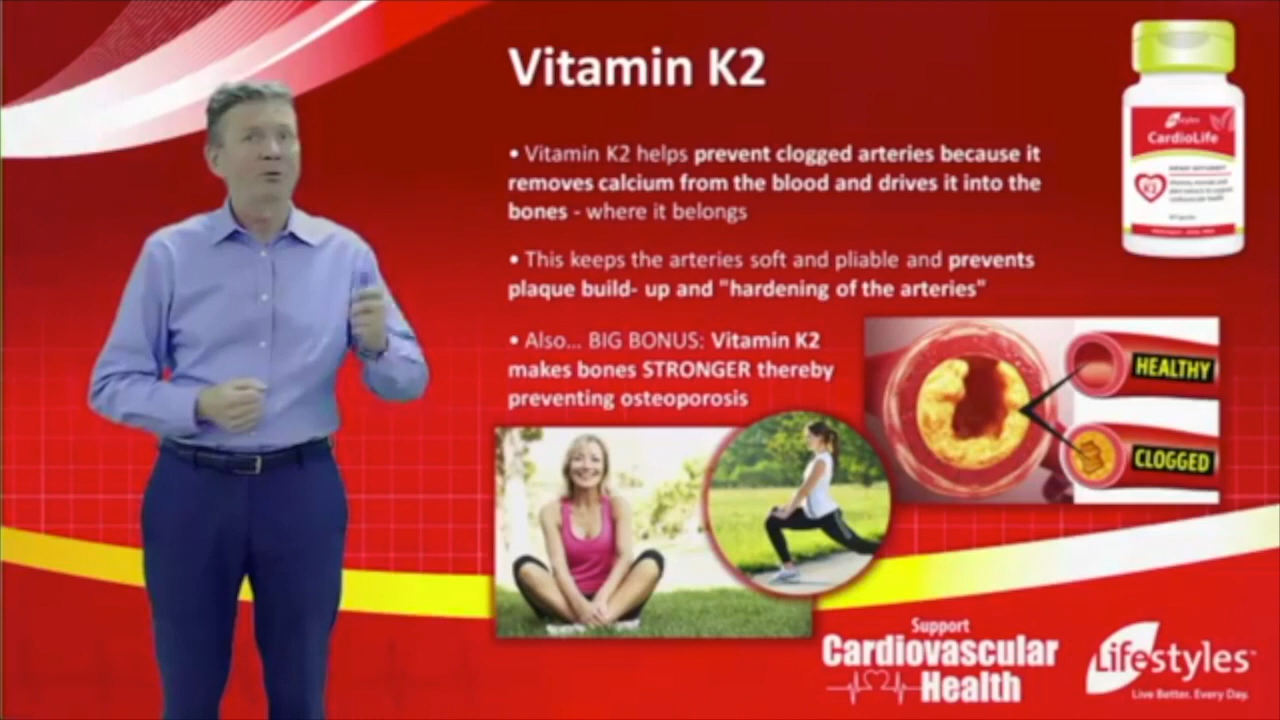 Vitamin K2
• Vitamin K2 helps prevent clogged arteries because it
removes calcium from the blood and drives it into the
bones - where it belongs
• This keeps the arteries soft and pliable and prevents
plaque build- up and "hardening of the arteries"
• Also... BIG BONUS: Vitamin K2
makes bones STRONGER thereby
preventing osteoporosis
CardioLife
K2
HEALTHY
CLOGGED
Support
Cardiovascular
Health
Lifestyles™
Live Better. Every Day.